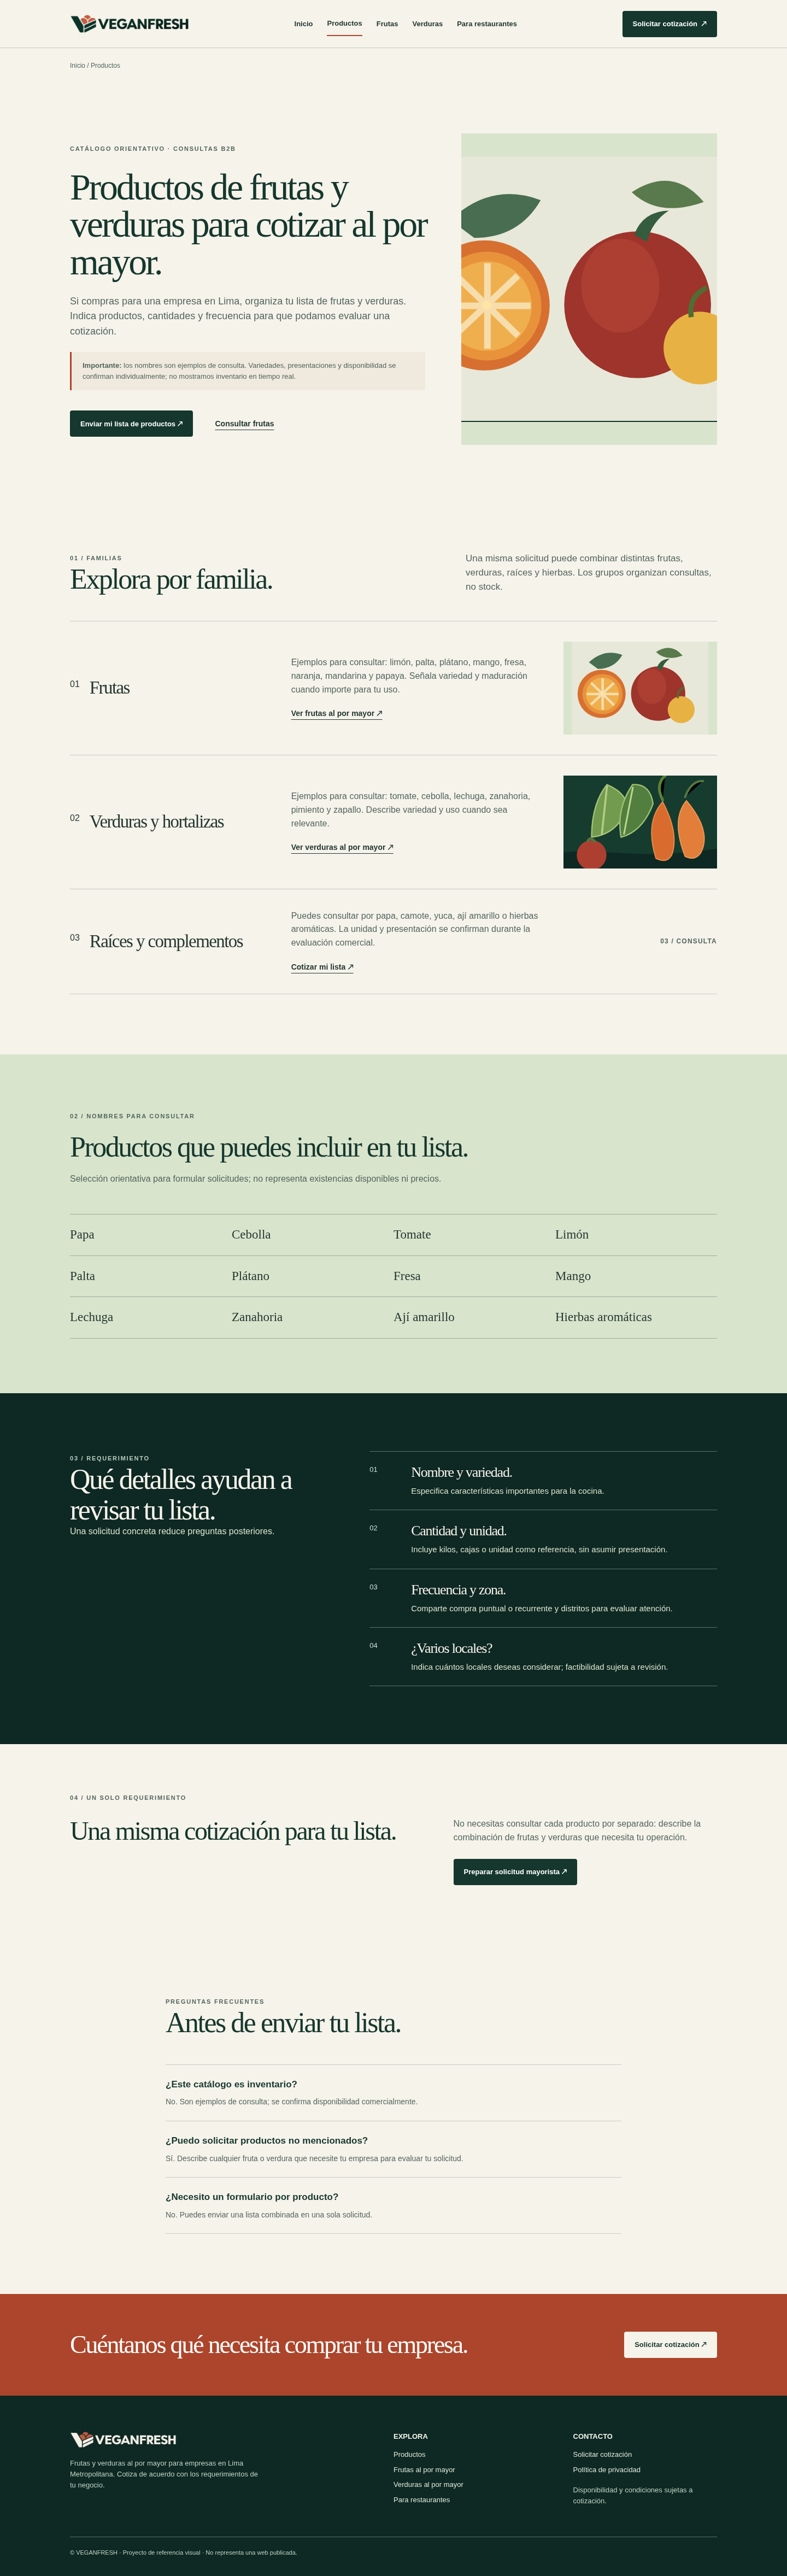 VEGANFRESH
Inicio
Productos
Frutas
Verduras
Para restaurantes
Solicitar cotización ↗
Inicio / Productos
CATÁLOGO ORIENTATIVO · CONSULTAS B2B
Productos de frutas y
verduras para cotizar al por
mayor.
Si compras para una empresa en Lima, organiza tu lista de frutas y verduras.
Indica productos, cantidades y frecuencia para que podamos evaluar una
cotización.
Importante: los nombres son ejemplos de consulta. Variedades, presentaciones y disponibilidad se
confirman individualmente; no mostramos inventario en tiempo real.
Enviar mi lista de productos ↗
Consultar frutas
01 / FAMILIAS
Explora por familia.
Una misma solicitud puede combinar distintas frutas,
verduras, raíces y hierbas. Los grupos organizan consultas,
no stock.
01
Frutas
Ejemplos para consultar: limón, palta, plátano, mango, fresa,
naranja, mandarina y papaya. Señala variedad y maduración
cuando importe para tu uso.
Ver frutas al por mayor ↗
02
Verduras y hortalizas
Ejemplos para consultar: tomate, cebolla, lechuga, zanahoria,
pimiento y zapallo. Describe variedad y uso cuando sea
relevante.
Ver verduras al por mayor ↗
03
Raíces y complementos
Puedes consultar por papa, camote, yuca, ají amarillo o hierbas
aromáticas. La unidad y presentación se confirman durante la
evaluación comercial.
Cotizar mi lista ↗
03 / CONSULTA
02 / NOMBRES PARA CONSULTAR
Productos que puedes incluir en tu lista.
Selección orientativa para formular solicitudes; no representa existencias disponibles ni precios.
Papa
Cebolla
Tomate
Limón
Palta
Plátano
Fresa
Mango
Lechuga
Zanahoria
Ají amarillo
Hierbas aromáticas
03 / REQUERIMIENTO
Qué detalles ayudan a
revisar tu lista.
Una solicitud concreta reduce preguntas posteriores.
01
Nombre y variedad.
Especifica características importantes para la cocina.
02
Cantidad y unidad.
Incluye kilos, cajas o unidad como referencia, sin asumir presentación.
03
Frecuencia y zona.
Comparte compra puntual o recurrente y distritos para evaluar atención.
04
¿Varios locales?
Indica cuántos locales deseas considerar; factibilidad sujeta a revisión.
04 / UN SOLO REQUERIMIENTO
Una misma cotización para tu lista.
No necesitas consultar cada producto por separado: describe la
combinación de frutas y verduras que necesita tu operación.
Preparar solicitud mayorista ↗
PREGUNTAS FRECUENTES
Antes de enviar tu lista.
¿Este catálogo es inventario?
No. Son ejemplos de consulta; se confirma disponibilidad comercialmente.
¿Puedo solicitar productos no mencionados?
Sí. Describe cualquier fruta o verdura que necesite tu empresa para evaluar tu solicitud.
¿Necesito un formulario por producto?
No. Puedes enviar una lista combinada en una sola solicitud.
Cuéntanos qué necesita comprar tu empresa.
Solicitar cotización ↗
VEGANFRESH
Frutas y verduras al por mayor para empresas en Lima
Metropolitana. Cotiza de acuerdo con los requerimientos de
tu negocio.
EXPLORA
Productos
Frutas al por mayor
Verduras al por mayor
Para restaurantes
CONTACTO
Solicitar cotización
Política de privacidad
Disponibilidad y condiciones sujetas a
cotización.
© VEGANFRESH · Proyecto de referencia visual · No representa una web publicada.